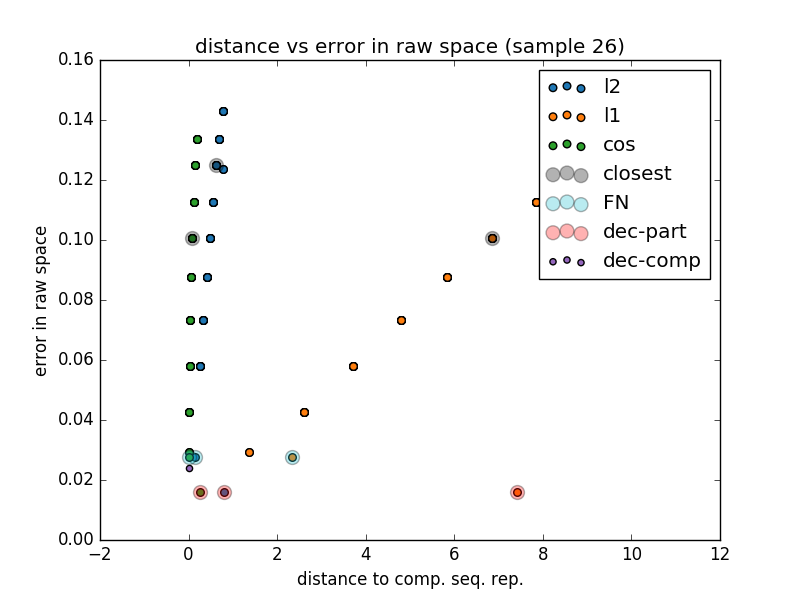 distance vs error in raw space (sample 26)
0.16
0.14
0.12
0.10
0.08
0.06
0.04
0.02
0.00
error in raw space
l2
l1
cos
closest
FN
dec-part
dec-comp
−2 0 2 4 6 8 10 12
distance to comp. seq. rep.